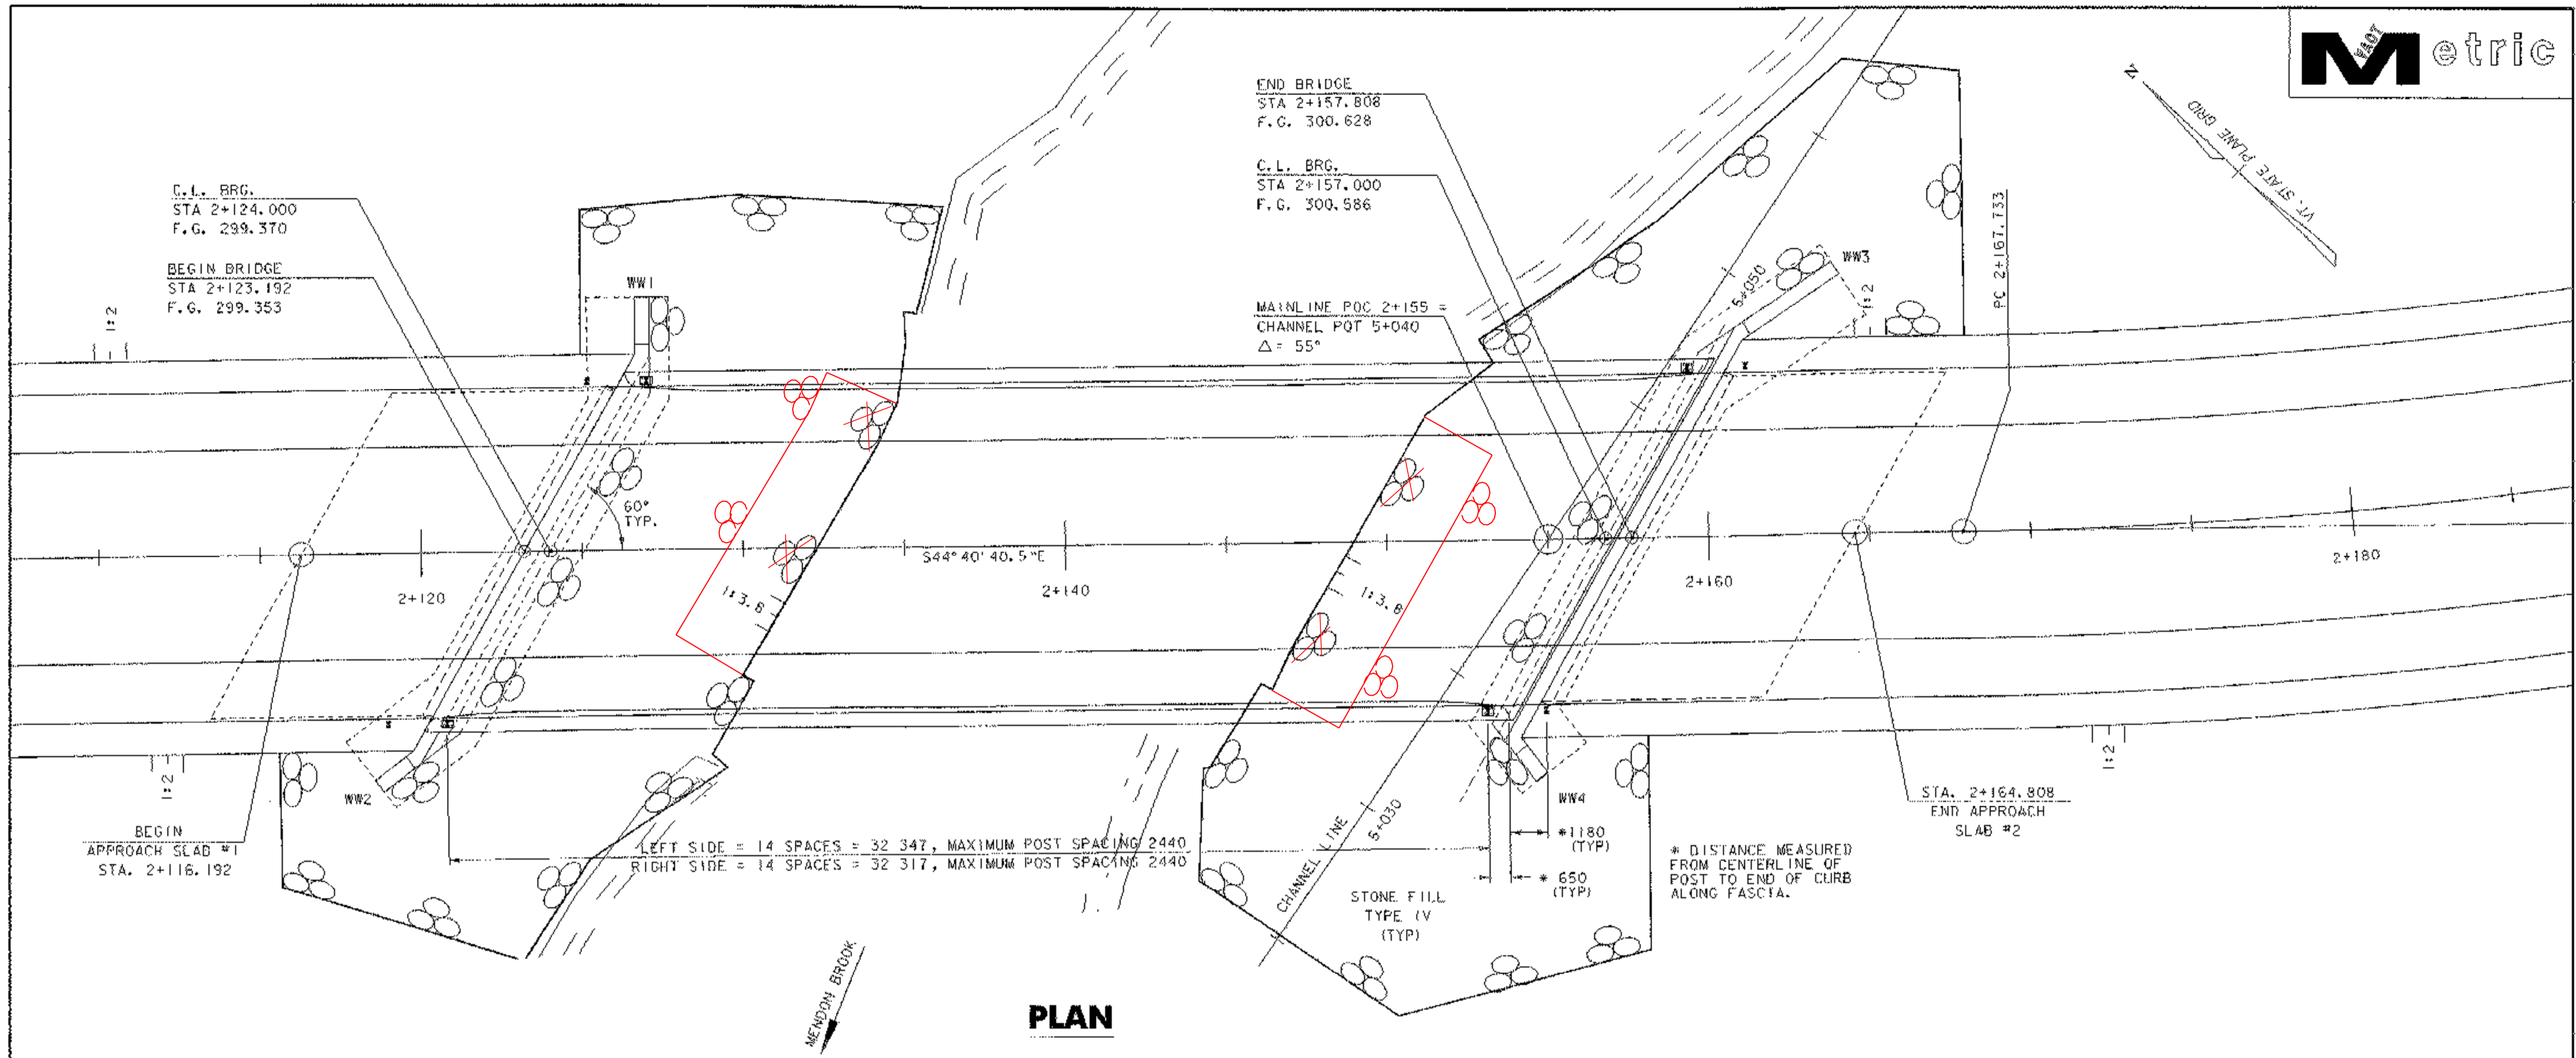 VAOT
Metric
END BRIDGE
STA 2+157.808
F.G. 300.628
C.L. BRG.
STA 2+157.000
F.G. 300.586
MAINLINE POC 2+155 =
CHANNEL POT 5+040
△= 55°
C.L. BRG.
STA 2+124.000
F.G. 299.370
BEGIN BRIDGE
STA 2+123.192
F.G. 299.353
Z
VT. STATE PLANE GRID
PC 2+167.733
WW1
WW3
5+050
1:2
1:2
60°
TYP.
1:3.8
S44°40'40.5"E
1:3.8
2+120
2+140
2+160
2+180
1:2
WW2
BEGIN
APPROACH SLAB #1
STA. 2+116.192
LEFT SIDE = 14 SPACES = 32 347, MAXIMUM POST SPACING 2440
RIGHT SIDE = 14 SPACES = 32 317, MAXIMUM POST SPACING 2440
CHANNEL LINE
5+030
STONE FILL
TYPE IV
(TYP)
WW4
*1180
(TYP)
* 650
(TYP)
* DISTANCE MEASURED
FROM CENTERLINE OF
POST TO END OF CURB
ALONG FASCIA.
1:2
STA. 2+164.808
END APPROACH
SLAB #2
MENDON BROOK
PLAN